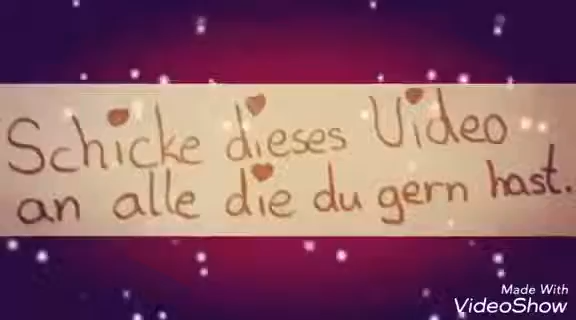 Schicke dieses Video
an alle die du gern hast.
Made With
VideoShow